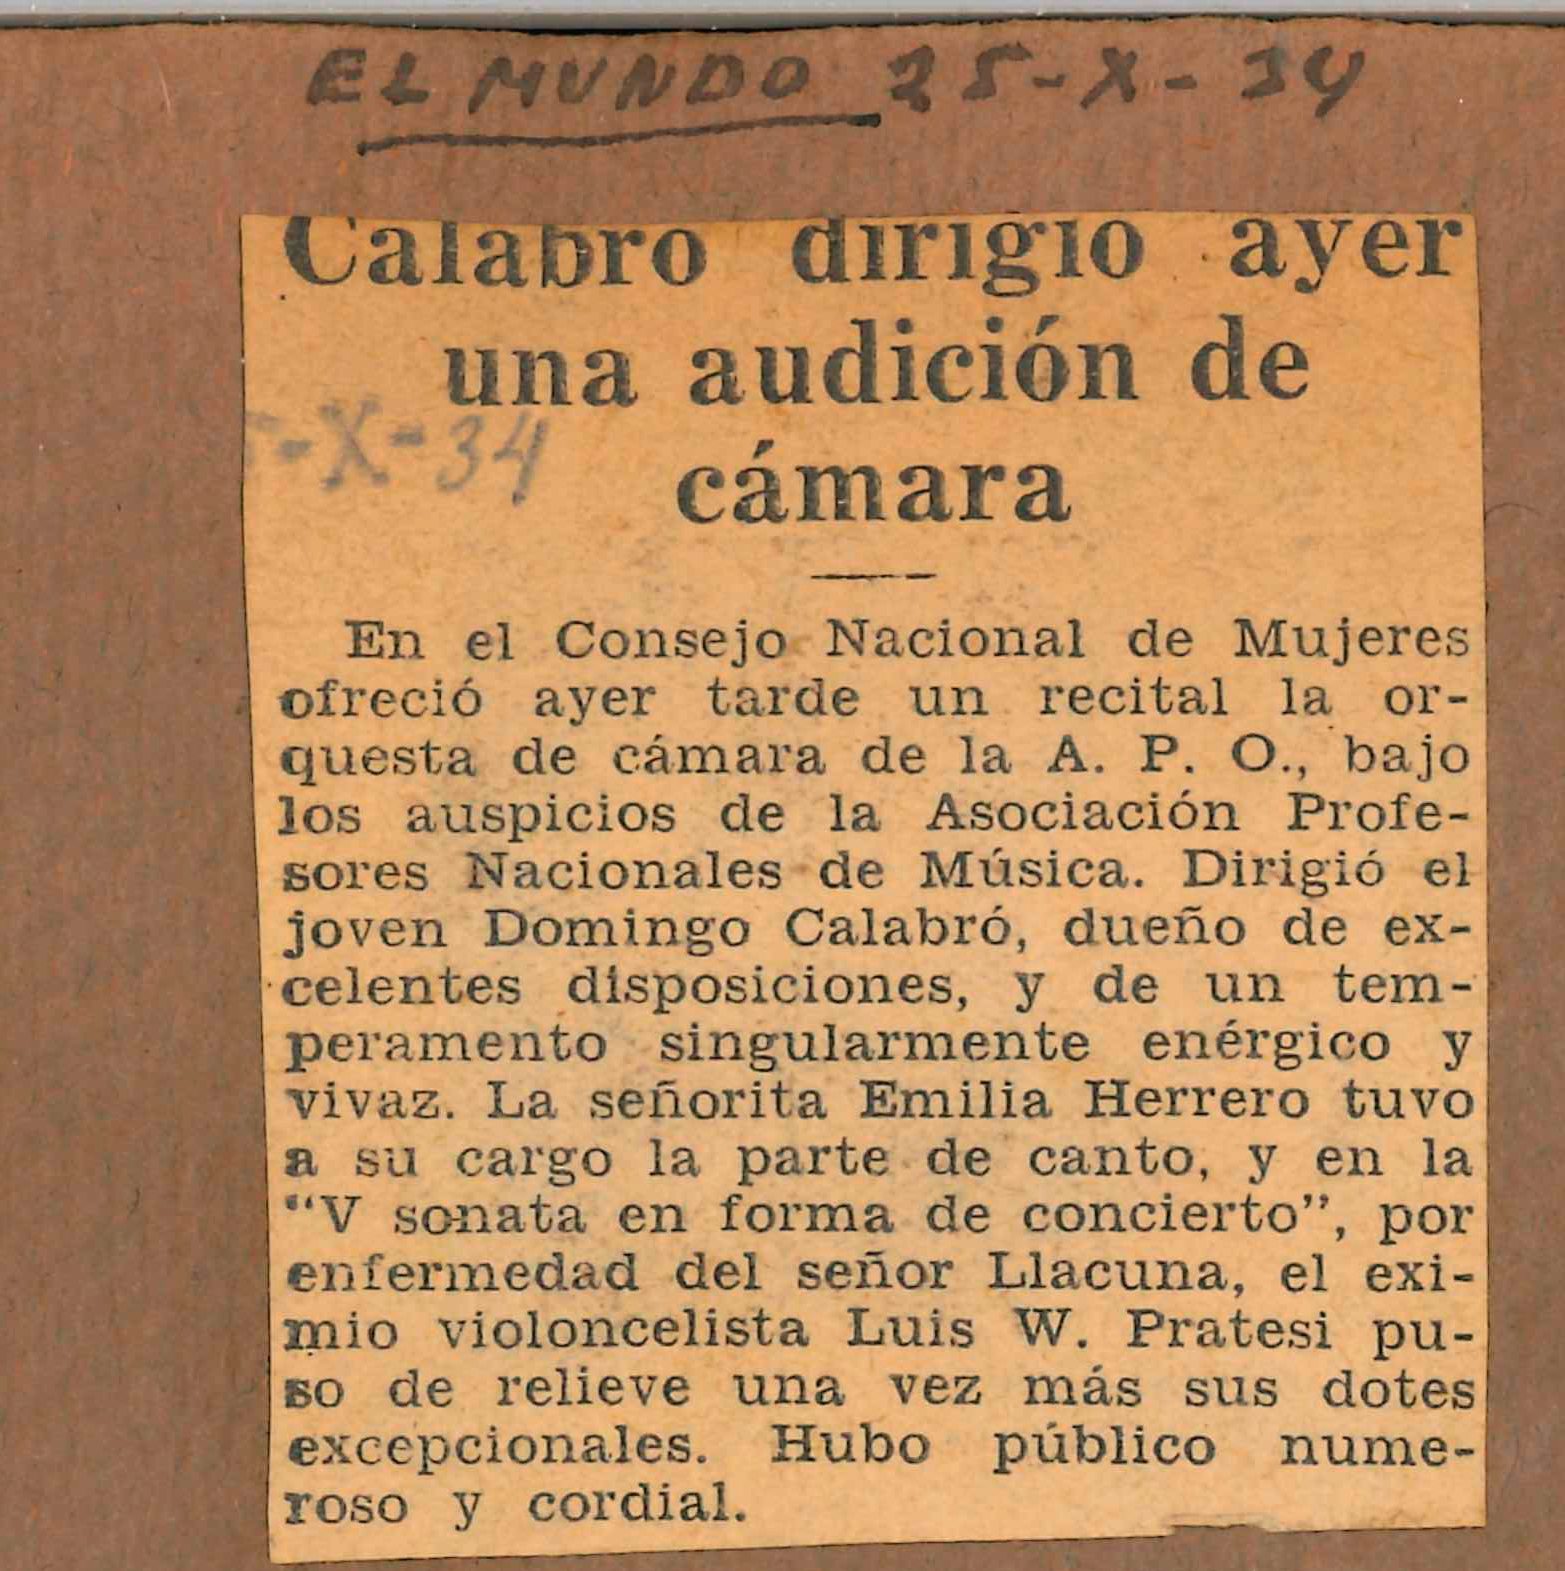 EL MUNDO 25-X-34
Calabró dirigió ayer
una audición de
-X-34
cámara
En el Consejo Nacional de Mujeres
ofreció ayer tarde un recital la or-
questa de cámara de la A. P. O., bajo
los auspicios de la Asociación Profe-
sores Nacionales de Música. Dirigió el
joven Domingo Calabró, dueño de ex-
celentes disposiciones, y de un tem-
peramento singularmente enérgico y
vivaz. La señorita Emilia Herrero tuvo
a su cargo la parte de canto, y en la
“V sonata en forma de concierto”, por
enfermedad del señor Llacuna, el exi-
mio violoncelista Luis W. Pratesi pu-
so de relieve una vez más sus dotes
excepcionales. Hubo público nume-
roso y cordial.